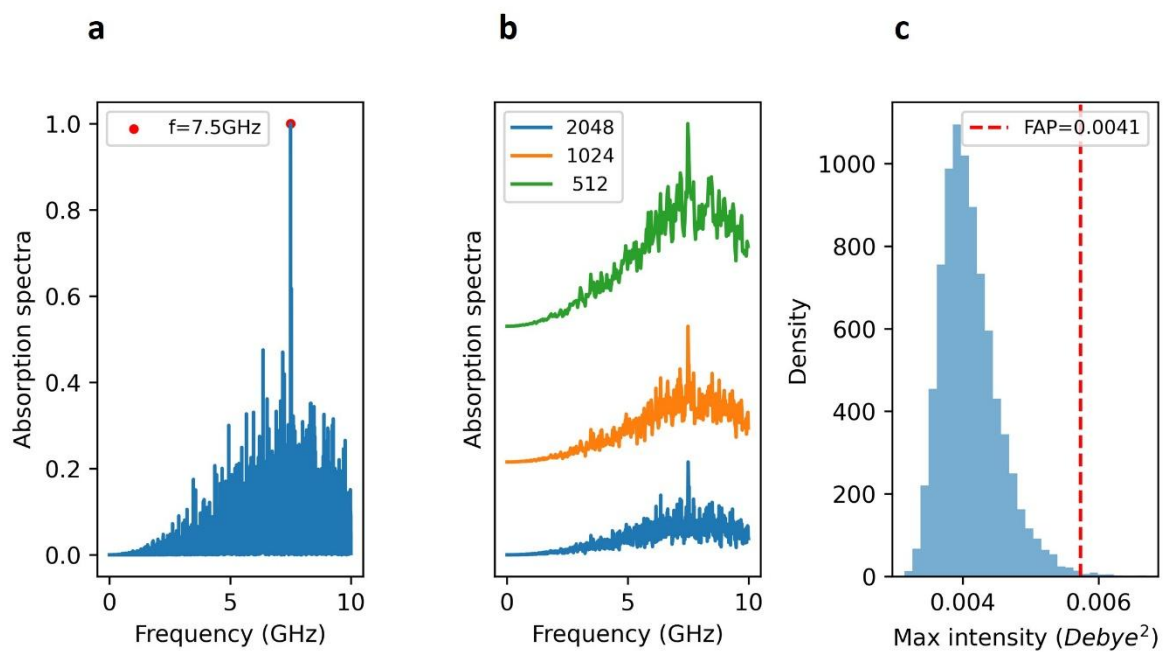 a
f=7.5GHz
1.0
0.8
0.6
0.4
0.2
0.0
Absorption spectra
0
5
10
Frequency (GHz)
b
2048
1024
512
Absorption spectra
0
5
10
Frequency (GHz)
c
FAP=0.0041
1000
800
600
400
200
0
Density
0.004
0.006
Max intensity (Debye²)